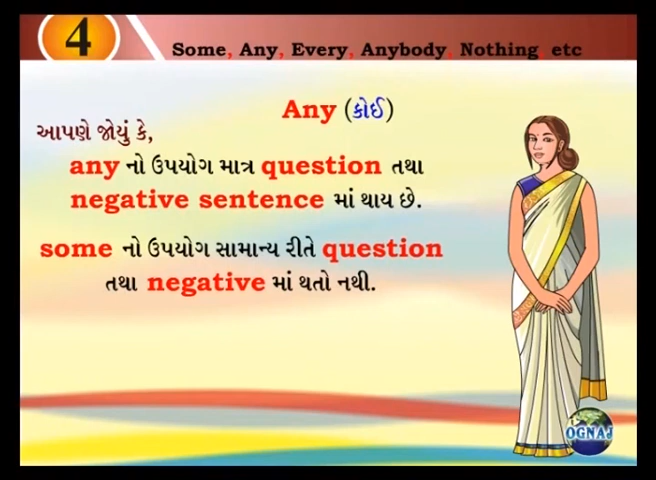 4
Some, Any, Every, Anybody, Nothing etc
Any (કોઈ)
આપણે જોયું કે,
any નો ઉપયોગ માત્ર question તથા
negative sentence માં થાય છે.
some નો ઉપયોગ સામાન્ય રીતે question
તથા negative માં થતો નથી.
OGNAJ